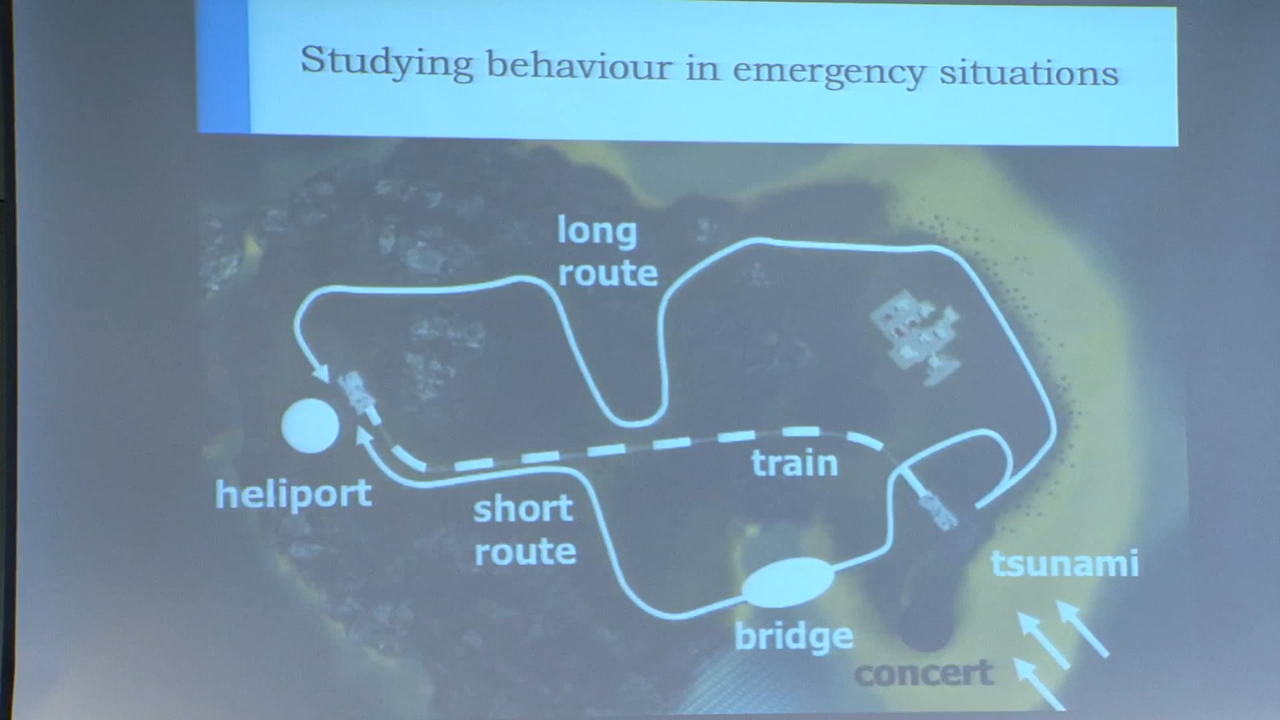 Studying behaviour in emergency situations
long
route
train
heliport
short
route
tsunami
bridge
concert